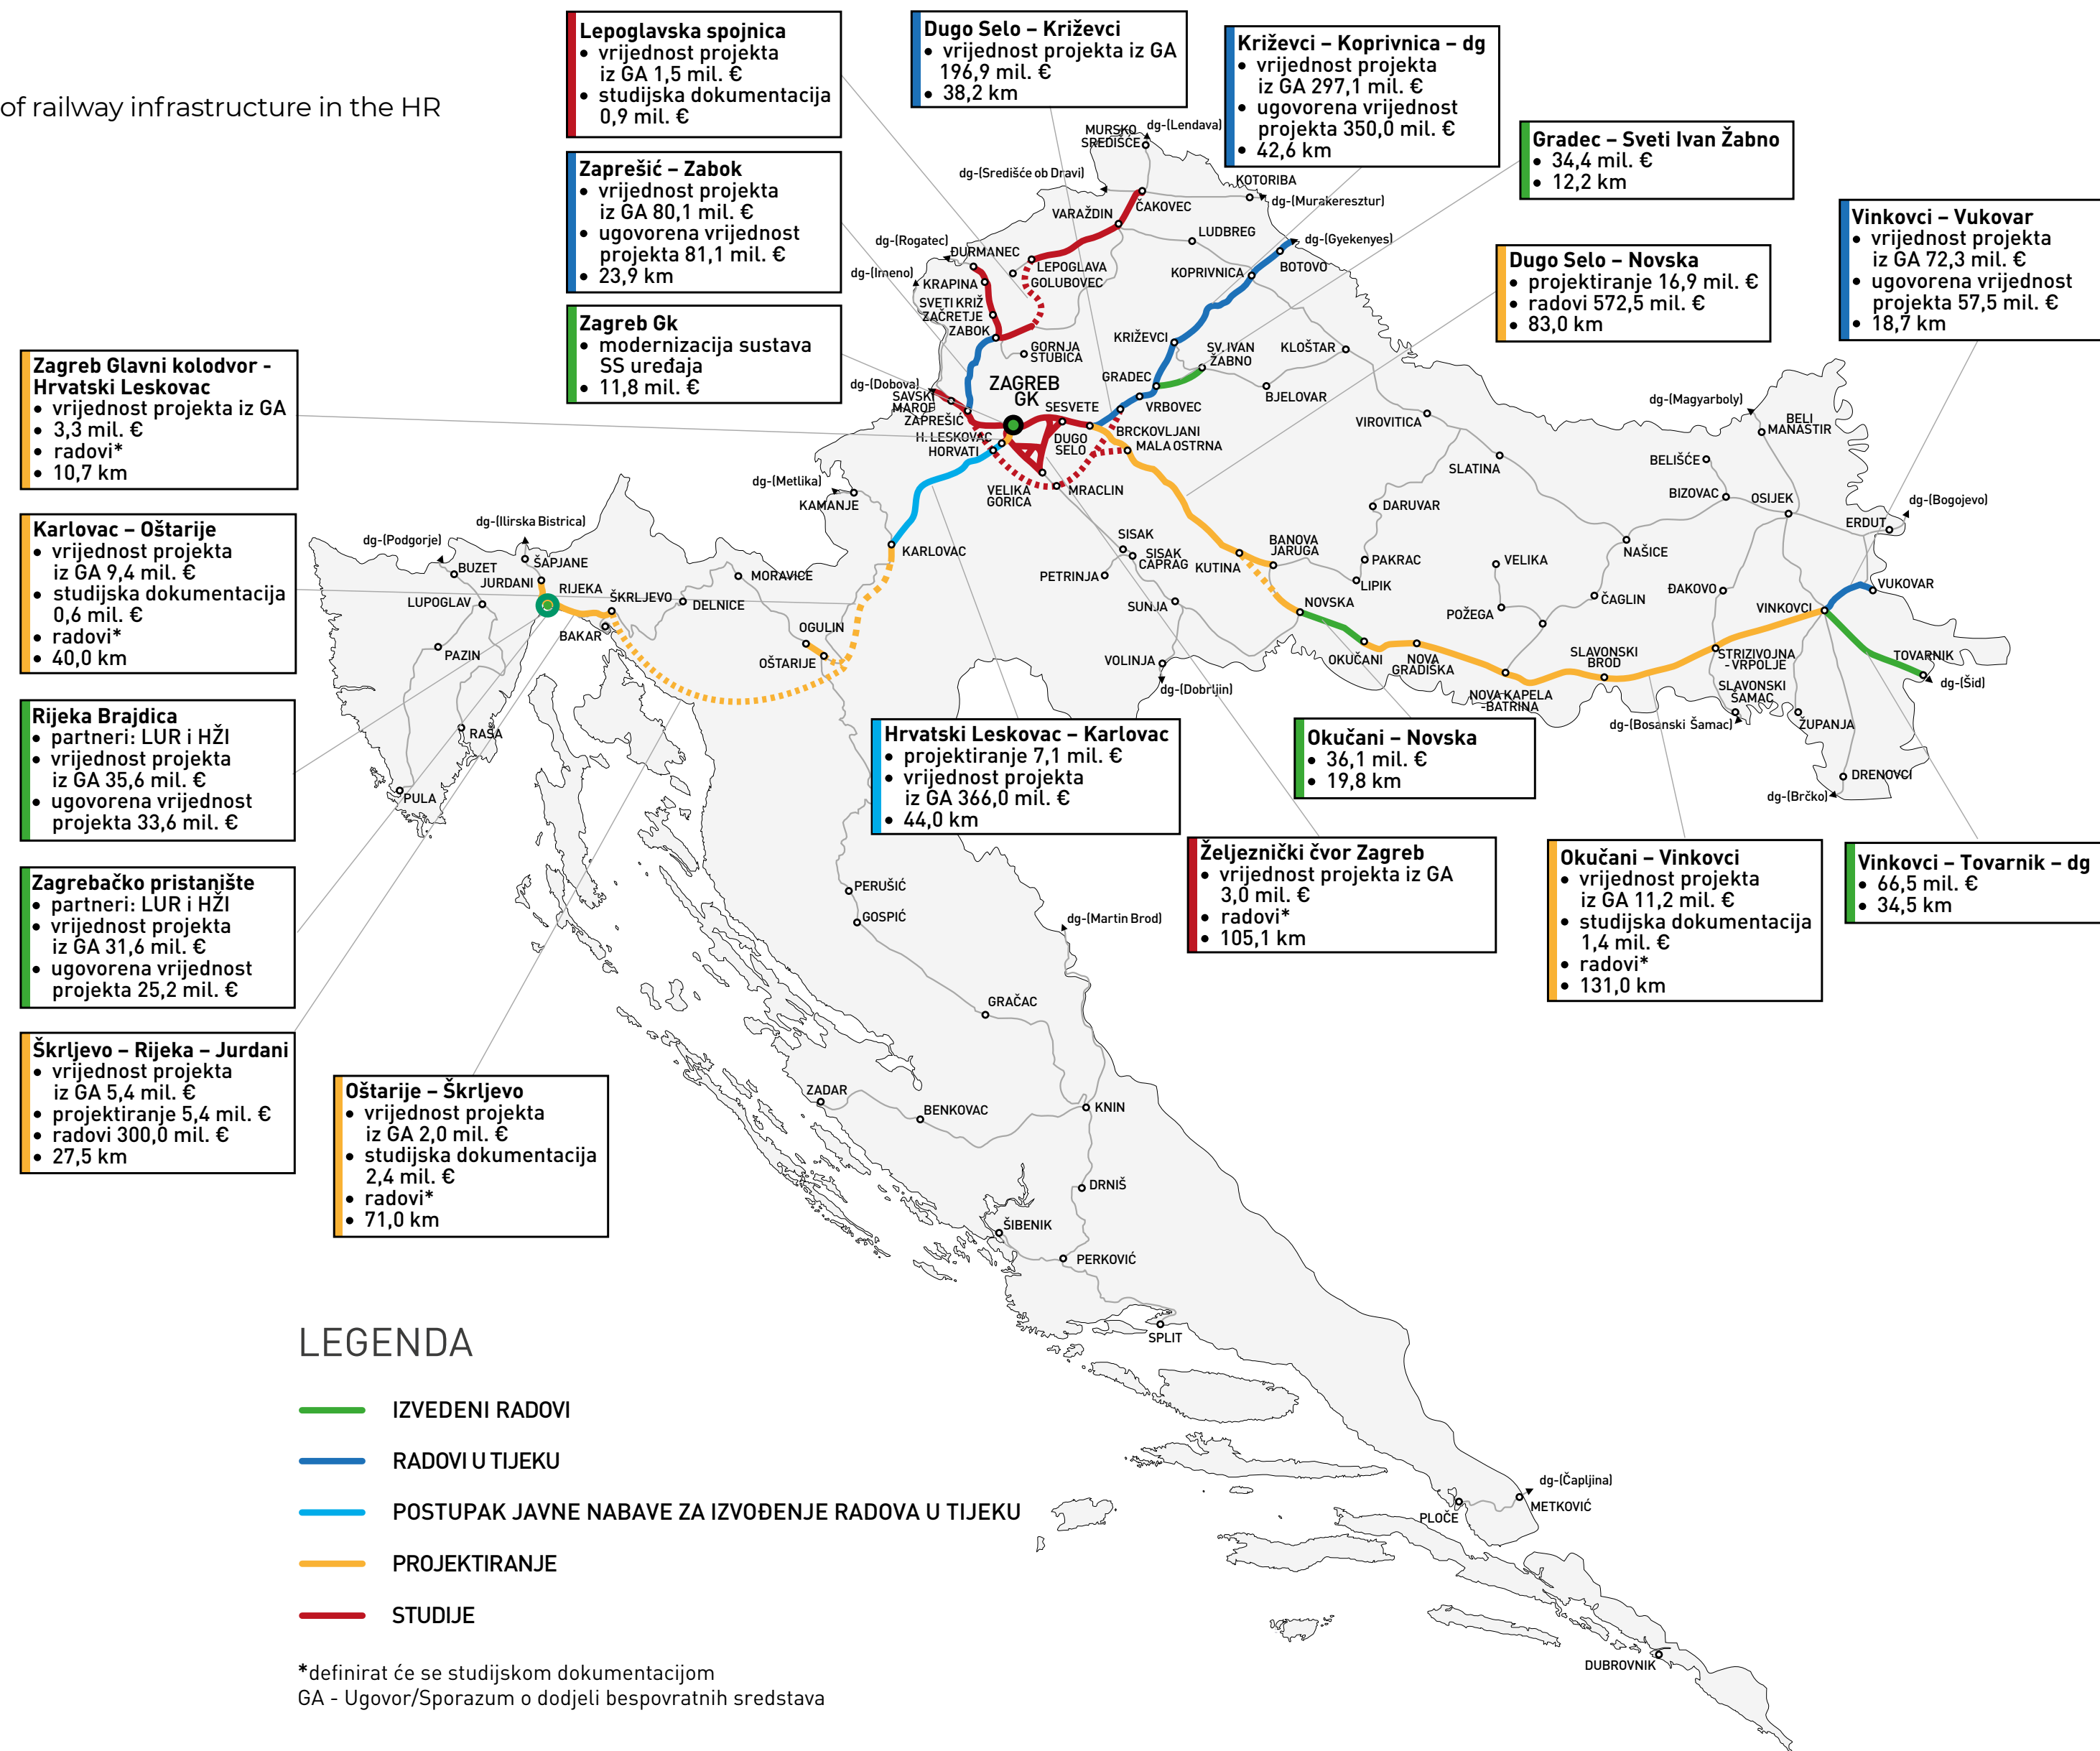 of railway infrastructure in the HR
Lepoglavska spojnica
• vrijednost projekta
iz GA 1,5 mil. €
• studijska dokumentacija
0,9 mil. €
Zaprešić – Zabok
• vrijednost projekta
iz GA 80,1 mil. €
• ugovorena vrijednost
projekta 81,1 mil. €
• 23,9 km
Zagreb Gk
• modernizacija sustava
SS uređaja
• 11,8 mil. €
Dugo Selo – Križevci
• vrijednost projekta iz GA
196,9 mil. €
• 38,2 km
Križevci – Koprivnica – dg
• vrijednost projekta
iz GA 297,1 mil. €
• ugovorena vrijednost
projekta 350,0 mil. €
• 42,6 km
Gradec – Sveti Ivan Žabno
• 34,4 mil. €
• 12,2 km
Dugo Selo – Novska
• projektiranje 16,9 mil. €
• radovi 572,5 mil. €
• 83,0 km
Vinkovci – Vukovar
• vrijednost projekta
iz GA 72,3 mil. €
• ugovorena vrijednost
projekta 57,5 mil. €
• 18,7 km
Zagreb Glavni kolodvor -
Hrvatski Leskovac
• vrijednost projekta iz GA
• 3,3 mil. €
• radovi*
• 10,7 km
Karlovac – Oštarije
• vrijednost projekta
iz GA 9,4 mil. €
• studijska dokumentacija
0,6 mil. €
• radovi*
• 40,0 km
Rijeka Brajdica
• partneri: LUR i HŽI
• vrijednost projekta
iz GA 35,6 mil. €
• ugovorena vrijednost
projekta 33,6 mil. €
Zagrebačko pristanište
• partneri: LUR i HŽI
• vrijednost projekta
iz GA 31,6 mil. €
• ugovorena vrijednost
projekta 25,2 mil. €
Škrljevo – Rijeka – Jurdani
• vrijednost projekta
iz GA 5,4 mil. €
• projektiranje 5,4 mil. €
• radovi 300,0 mil. €
• 27,5 km
Oštarije – Škrljevo
• vrijednost projekta
iz GA 2,0 mil. €
• studijska dokumentacija
2,4 mil. €
• radovi*
• 71,0 km
Hrvatski Leskovac – Karlovac
• projektiranje 7,1 mil. €
• vrijednost projekta
iz GA 366,0 mil. €
• 44,0 km
Okučani – Novska
• 36,1 mil. €
• 19,8 km
Željeznički čvor Zagreb
• vrijednost projekta iz GA
3,0 mil. €
• radovi*
• 105,1 km
Okučani – Vinkovci
• vrijednost projekta
iz GA 11,2 mil. €
• studijska dokumentacija
1,4 mil. €
• radovi*
• 131,0 km
Vinkovci – Tovarnik – dg
• 66,5 mil. €
• 34,5 km
dg-(Lendava)
MURSKO
SREDIŠĆE
dg-(Središće ob Dravi)
KOTORIBA
dg-(Murakeresztur)
ČAKOVEC
VARAŽDIN
LUDBREG
dg-(Gyekenyes)
BOTOVO
KOPRIVNICA
dg-(Rogatec)
ĐURMANEC
dg-(Imeno)
KRAPINA
LEPOGLAVA
GOLUBOVEC
SVETI KRIŽ
ZAČRETJE
ZABOK
GORNJA
STUBICA
KRIŽEVCI
SV. IVAN
ŽABNO
KLOŠTAR
GRADEC
BJELOVAR
VRBOVEC
VIROVITICA
dg-(Dobova)
SAVSKI
MAROF
ZAPREŠIĆ
ZAGREB
GK
SESVETE
DUGO
SELO
BRCKOVLJANI
MALA OSTRNA
H. LESKOVAC
HORVATI
VELIKA
GORICA
MRACLIN
dg-(Magyarboly)
BELI
MANASTIR
BELIŠĆE
SLATINA
BIZOVAC
OSIJEK
dg-(Bogojevo)
ERDUT
NAŠICE
DARUVAR
dg-(Metlika)
KAMANJE
KARLOVAC
SISAK
SISAK
CAPRAG
PETRINJA
KUTINA
BANOVA
JARUGA
PAKRAC
LIPIK
VELIKA
SUNJA
NOVSKA
POŽEGA
ČAGLIN
ĐAKOVO
VINKOVCI
VUKOVAR
dg-(Ilirska Bistrica)
dg-(Podgorje)
BUZET
ŠAPJANE
JURDANI
RIJEKA
LUPOGLAV
ŠKRLJEVO
DELNICE
MORAVICE
BAKAR
OGULIN
OŠTARIJE
PAZIN
RAŠA
PULA
VOLINJA
dg-(Dobrljin)
OKUČANI
NOVA
GRADIŠKA
NOVA KAPELA
-BATRINA
SLAVONSKI
BROD
STRIZIVOJNA
-VRPOLJE
SLAVONSKI
ŠAMAC
dg-(Bosanski Šamac)
ŽUPANJA
TOVARNIK
dg-(Šid)
DRENOVCI
dg-(Brčko)
PERUŠIĆ
GOSPIĆ
dg-(Martin Brod)
GRAČAC
ZADAR
BENKOVAC
KNIN
DRNIŠ
ŠIBENIK
PERKOVIĆ
SPLIT
dg-(Čapljina)
METKOVIĆ
PLOČE
DUBROVNIK
LEGENDA
IZVEDENI RADOVI
RADOVI U TIJEKU
POSTUPAK JAVNE NABAVE ZA IZVOĐENJE RADOVA U TIJEKU
PROJEKTIRANJE
STUDIJE
*definirat će se studijskom dokumentacijom
GA - Ugovor/Sporazum o dodjeli bespovratnih sredstava